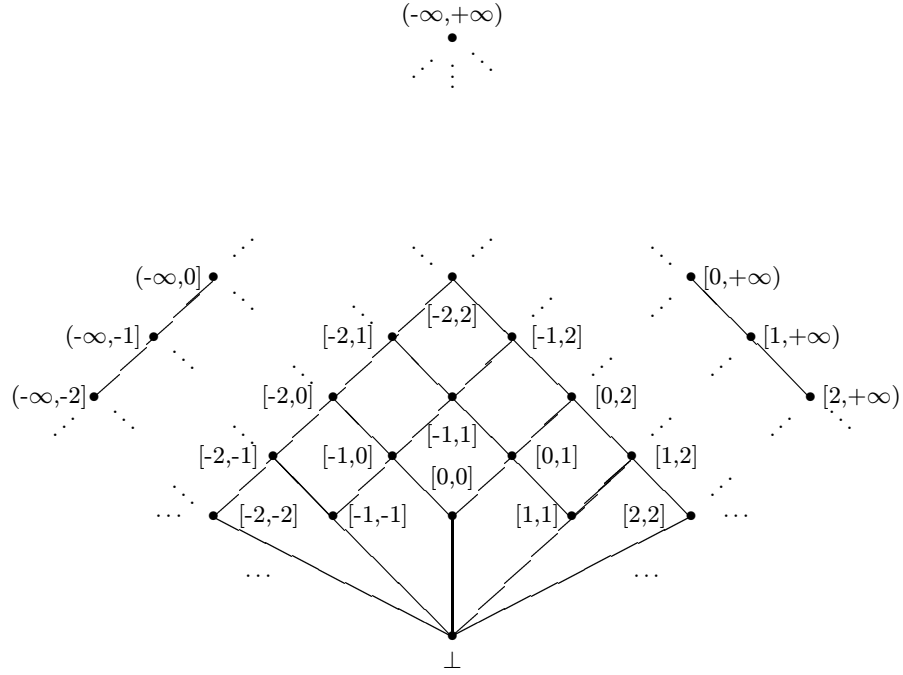 (-∞,+∞)
(-∞,0] [0,+∞)
[-2,2]
(-∞,-1] [-2,1] [-1,2] [1,+∞)
(-∞,-2] [-2,0] [0,2] [2,+∞)
[-1,1]
[-2,-1] [-1,0] [0,1] [1,2]
[0,0]
... [-2,-2] [-1,-1] [1,1] [2,2] ...
... ...
⊥